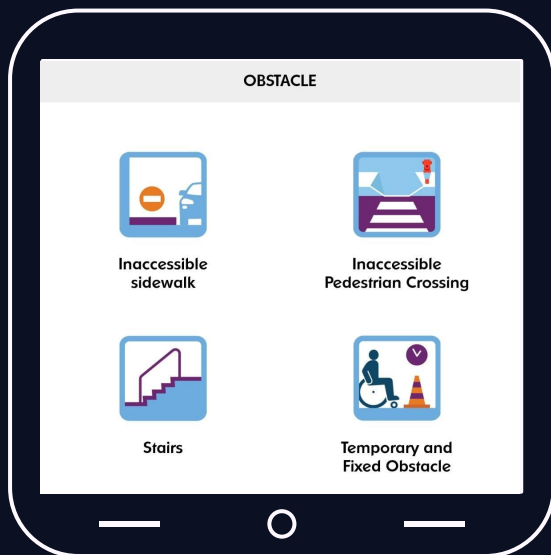 OBSTACLE
Inaccessible
sidewalk
Inaccessible
Pedestrian Crossing
Stairs
Temporary and
Fixed Obstacle